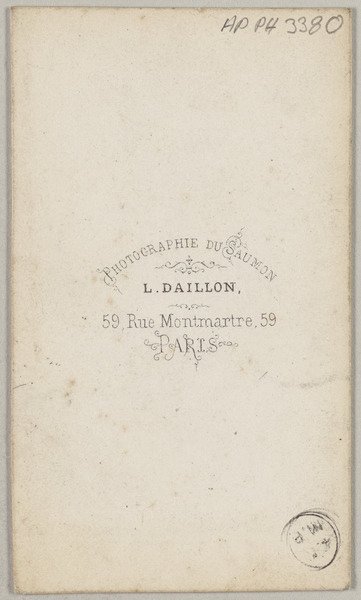 AP PH 3380
PHOTOGRAPHIE DU SAUMON
L. DAILLON,
59, Rue Montmartre, 59
PARIS